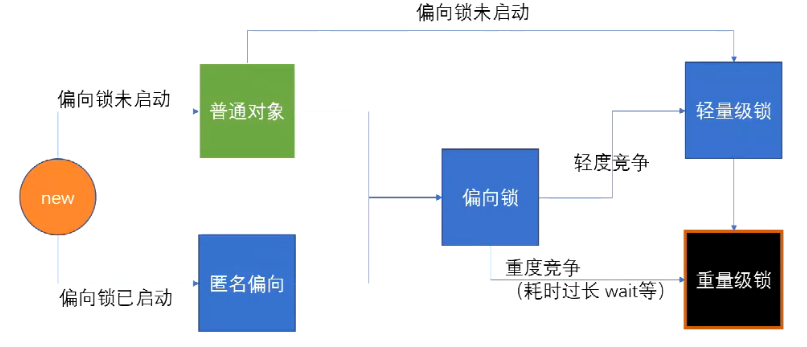 偏向锁未启动
偏向锁未启动
普通对象
轻量级锁
轻度竞争
new
偏向锁
偏向锁已启动
匿名偏向
重度竞争
（耗时过长 wait等）
重量级锁